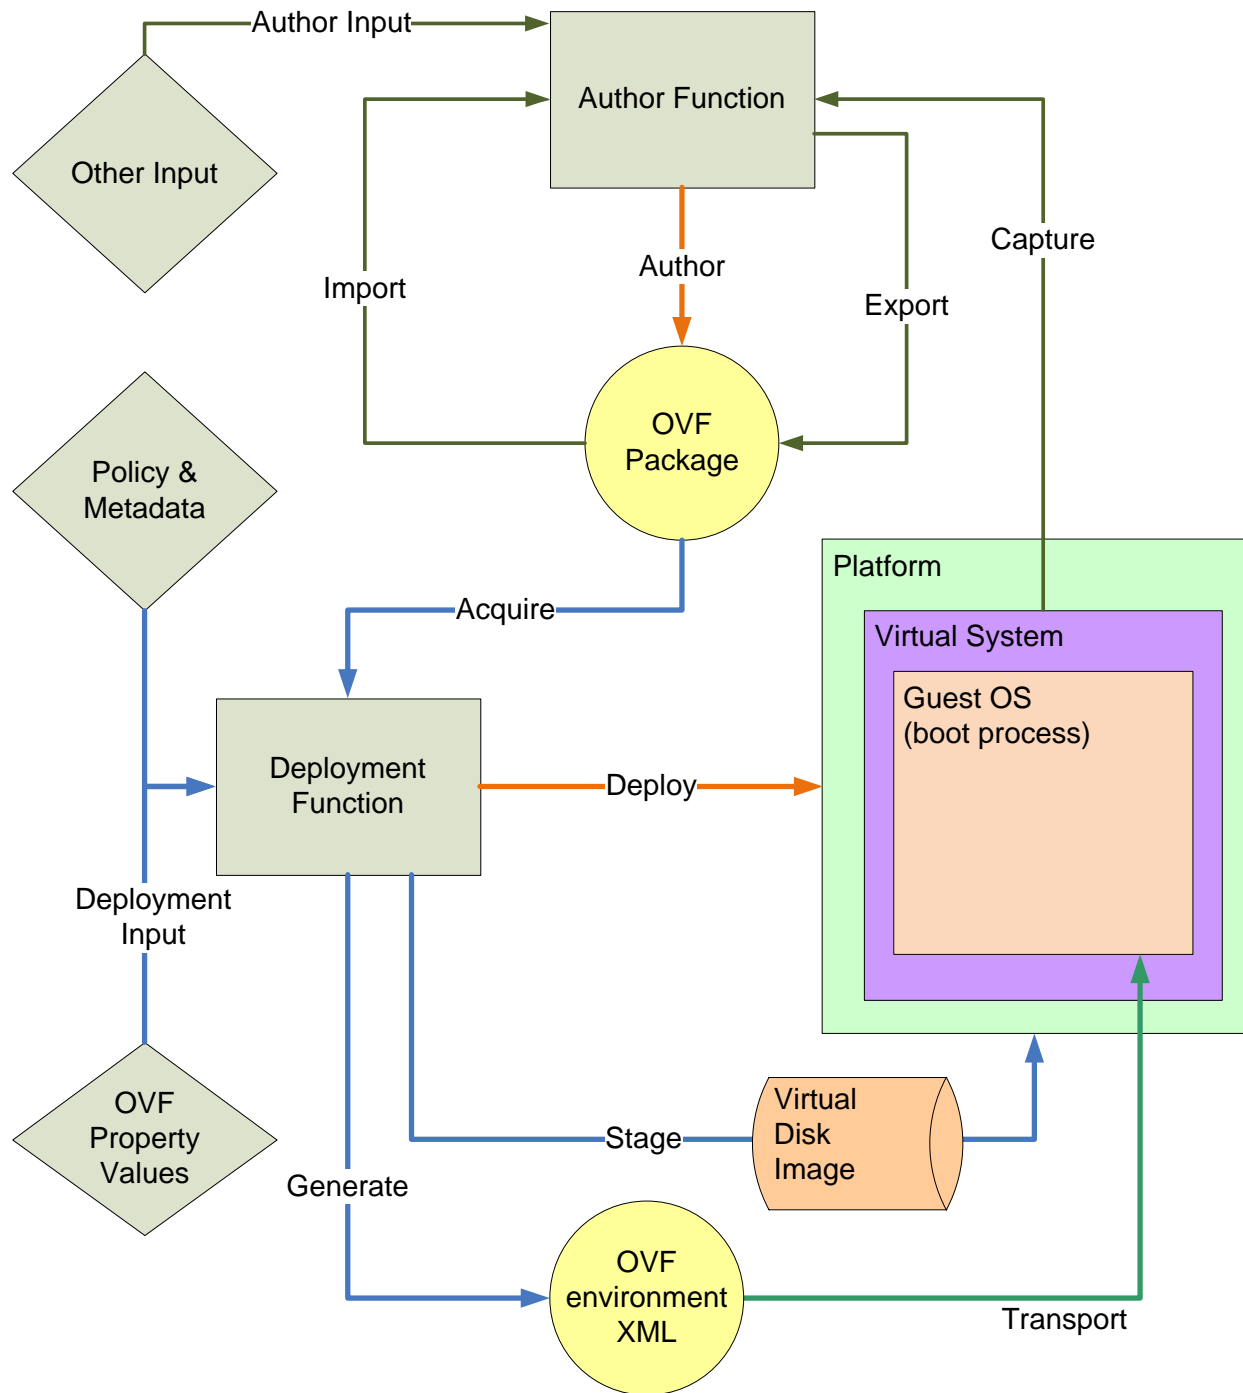 Author Input
Author Function
Other Input
Capture
Author
Import
Export
OVF
Package
Policy &
Metadata
Platform
Acquire
Virtual System
Guest OS
(boot process)
Deployment
Function
Deploy
Deployment
Input
OVF
Property
Values
Virtual
Disk
Image
Stage
Generate
OVF
environment
XML
Transport